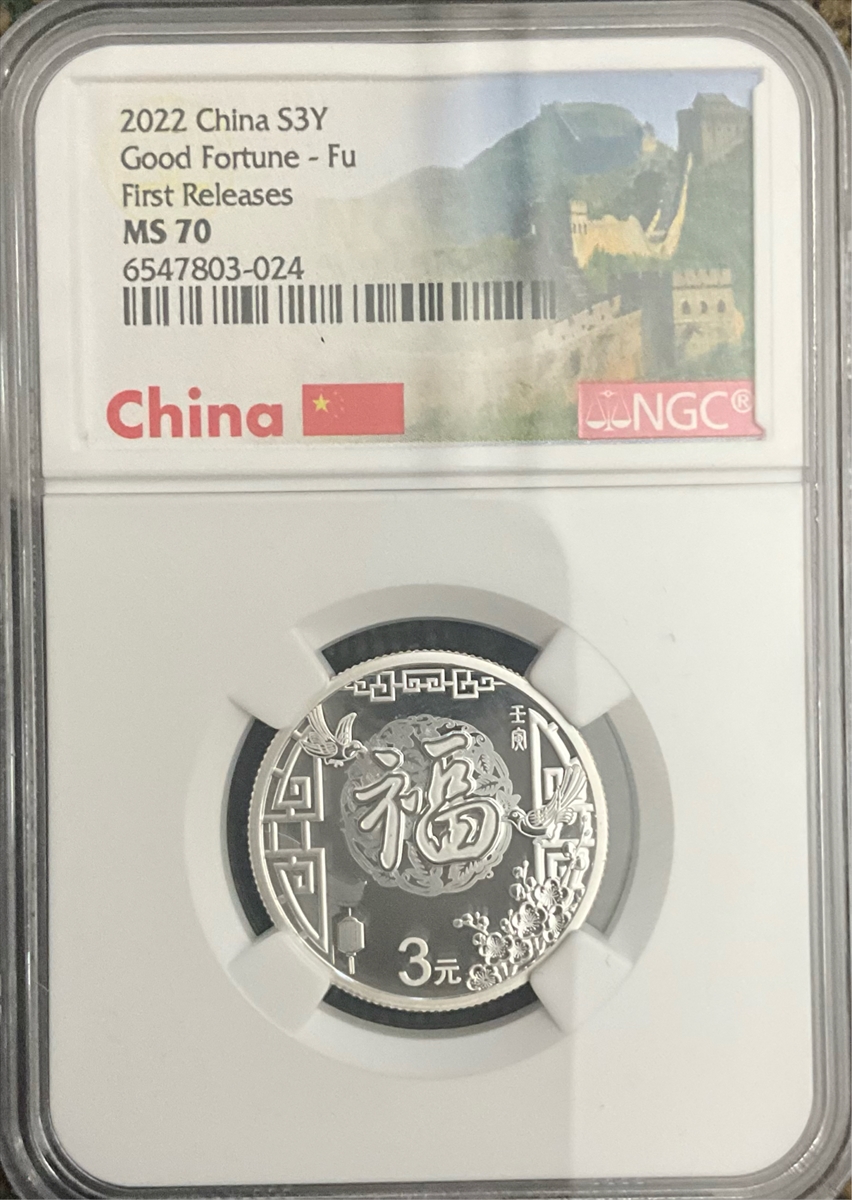 2022 China S3Y
Good Fortune - Fu
First Releases
MS 70
6547803-024
China
NGC®
壬寅
福
3元